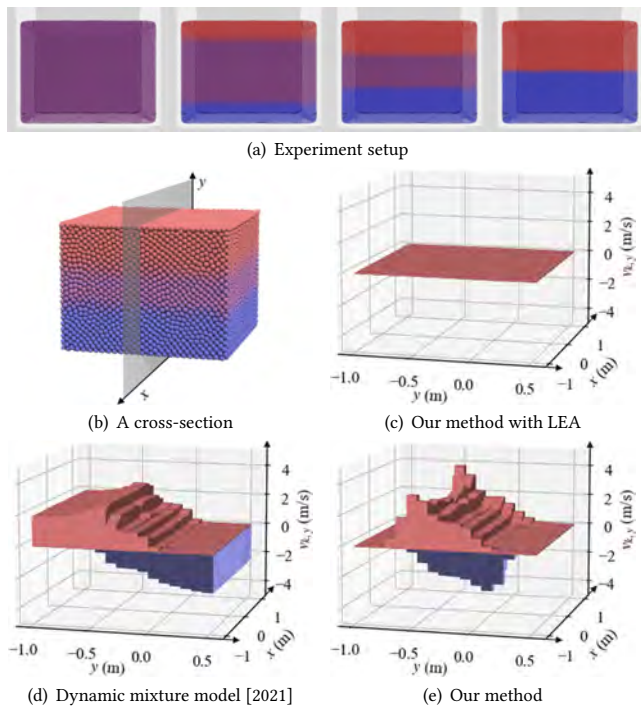 (a) Experiment setup
y
x
(b) A cross-section
4
2
0
−2
−4
v_{k,y} (m/s)
−1.0
−0.5
0.0
0.5
y (m)
−1
0
1
x (m)
(c) Our method with LEA
4
2
0
−2
−4
v_{k,y} (m/s)
−1.0
−0.5
0.0
0.5
y (m)
−1
0
1
x (m)
(d) Dynamic mixture model [2021]
4
2
0
−2
−4
v_{k,y} (m/s)
−1.0
−0.5
0.0
0.5
y (m)
−1
0
1
x (m)
(e) Our method